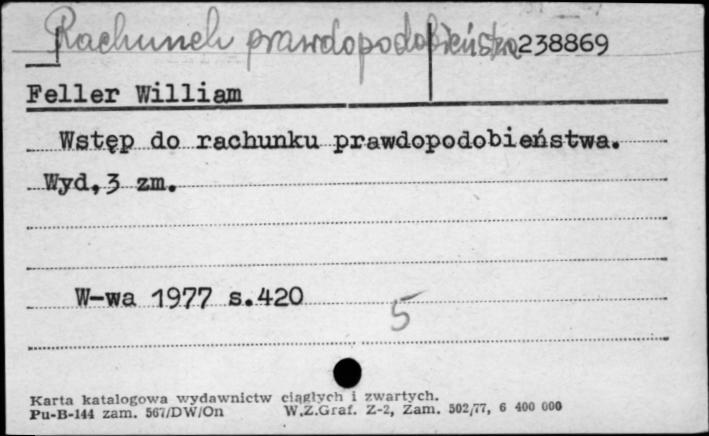 Rachunek prawdopodobieństwa 238869
Feller William
Wstęp do rachunku prawdopodobieństwa.
Wyd, 3 zm.
W-wa 1977 s.420
5
Karta katalogowa wydawnictw ciągłych i zwartych.
Pu-B-144 zam. 567/DW/On W.Z.Graf. Z-2, Zam. 502/77, 6 400 000